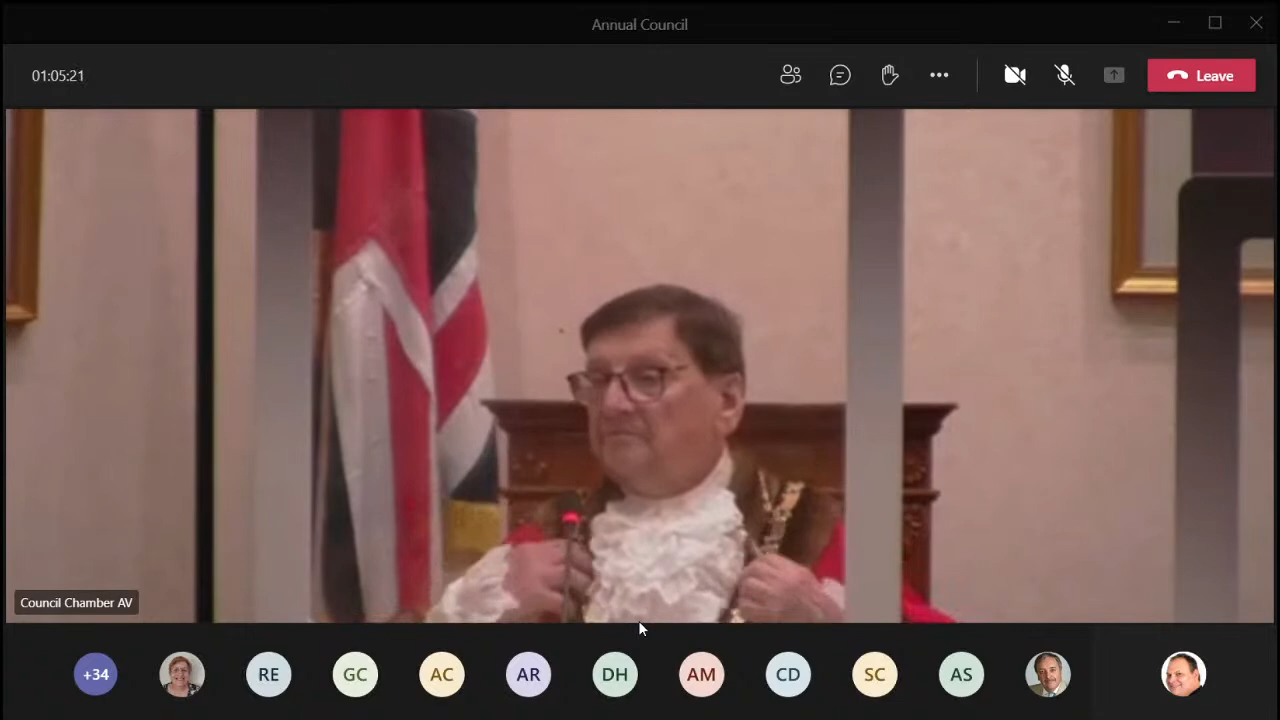 Annual Council
01:05:21
Leave
Council Chamber AV
+34
RE
GC
AC
AR
DH
AM
CD
SC
AS